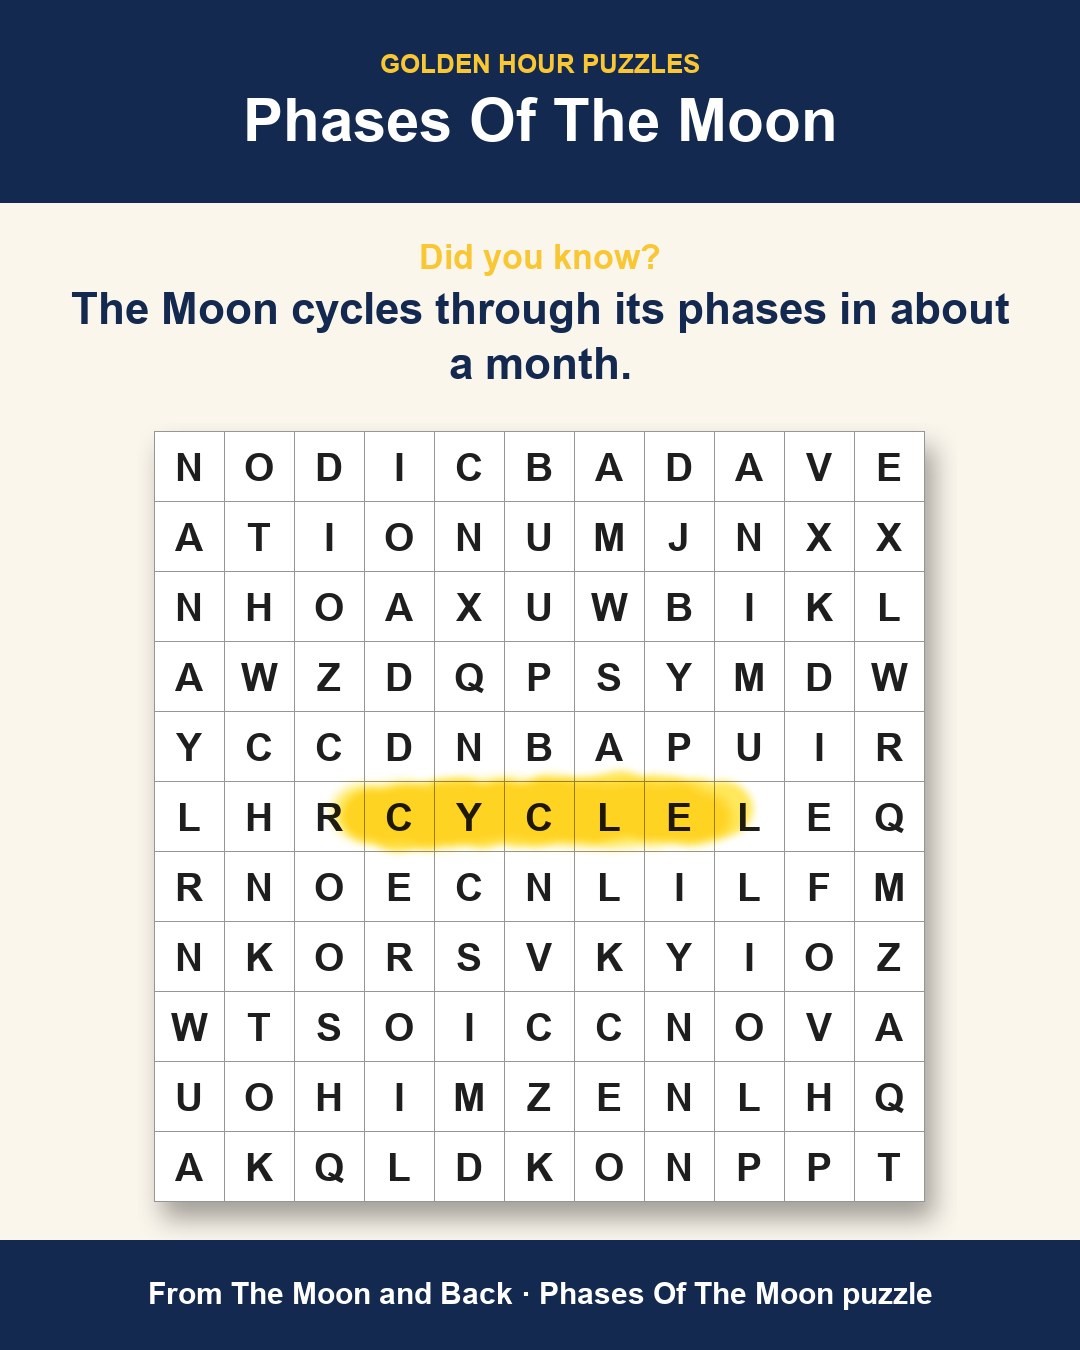 GOLDEN HOUR PUZZLES
Phases Of The Moon
Did you know?
The Moon cycles through its phases in about
a month.
N O D I C B A D A V E
A T I O N U M J N X X
N H O A X U W B I K L
A W Z D Q P S Y M D W
Y C C D N B A P U I R
L H R C Y C L E L E Q
R N O E C N L I L F M
N K O R S V K Y I O Z
W T S O I C C N O V A
U O H I M Z E N L H Q
A K Q L D K O N P P T
From The Moon and Back · Phases Of The Moon puzzle